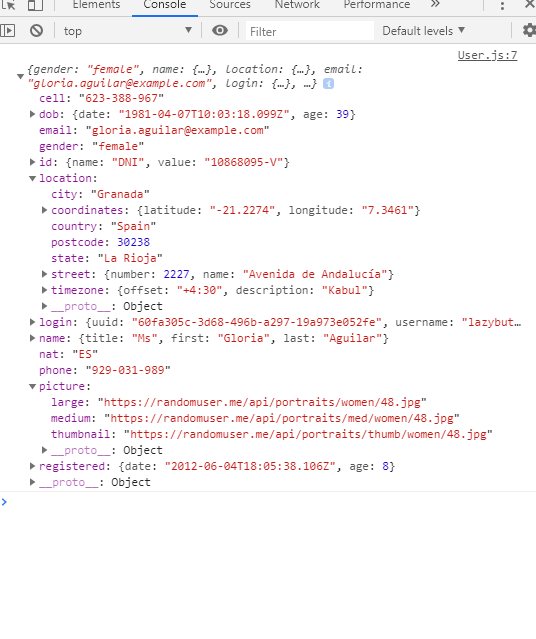 Elements Console Sources Network Performance »
top Filter Default levels
User.js:7
{gender: "female", name: {…}, location: {…}, email:
"gloria.aguilar@example.com", login: {…}, …} i
cell: "623-388-967"
dob: {date: "1981-04-07T10:03:18.099Z", age: 39}
email: "gloria.aguilar@example.com"
gender: "female"
id: {name: "DNI", value: "10868095-V"}
location:
city: "Granada"
coordinates: {latitude: "-21.2274", longitude: "7.3461"}
country: "Spain"
postcode: 30238
state: "La Rioja"
street: {number: 2227, name: "Avenida de Andalucía"}
timezone: {offset: "+4:30", description: "Kabul"}
__proto__: Object
login: {uuid: "60fa305c-3d68-496b-a297-19a973e052fe", username: "lazybut…
name: {title: "Ms", first: "Gloria", last: "Aguilar"}
nat: "ES"
phone: "929-031-989"
picture:
large: "https://randomuser.me/api/portraits/women/48.jpg"
medium: "https://randomuser.me/api/portraits/med/women/48.jpg"
thumbnail: "https://randomuser.me/api/portraits/thumb/women/48.jpg"
__proto__: Object
registered: {date: "2012-06-04T18:05:38.106Z", age: 8}
__proto__: Object